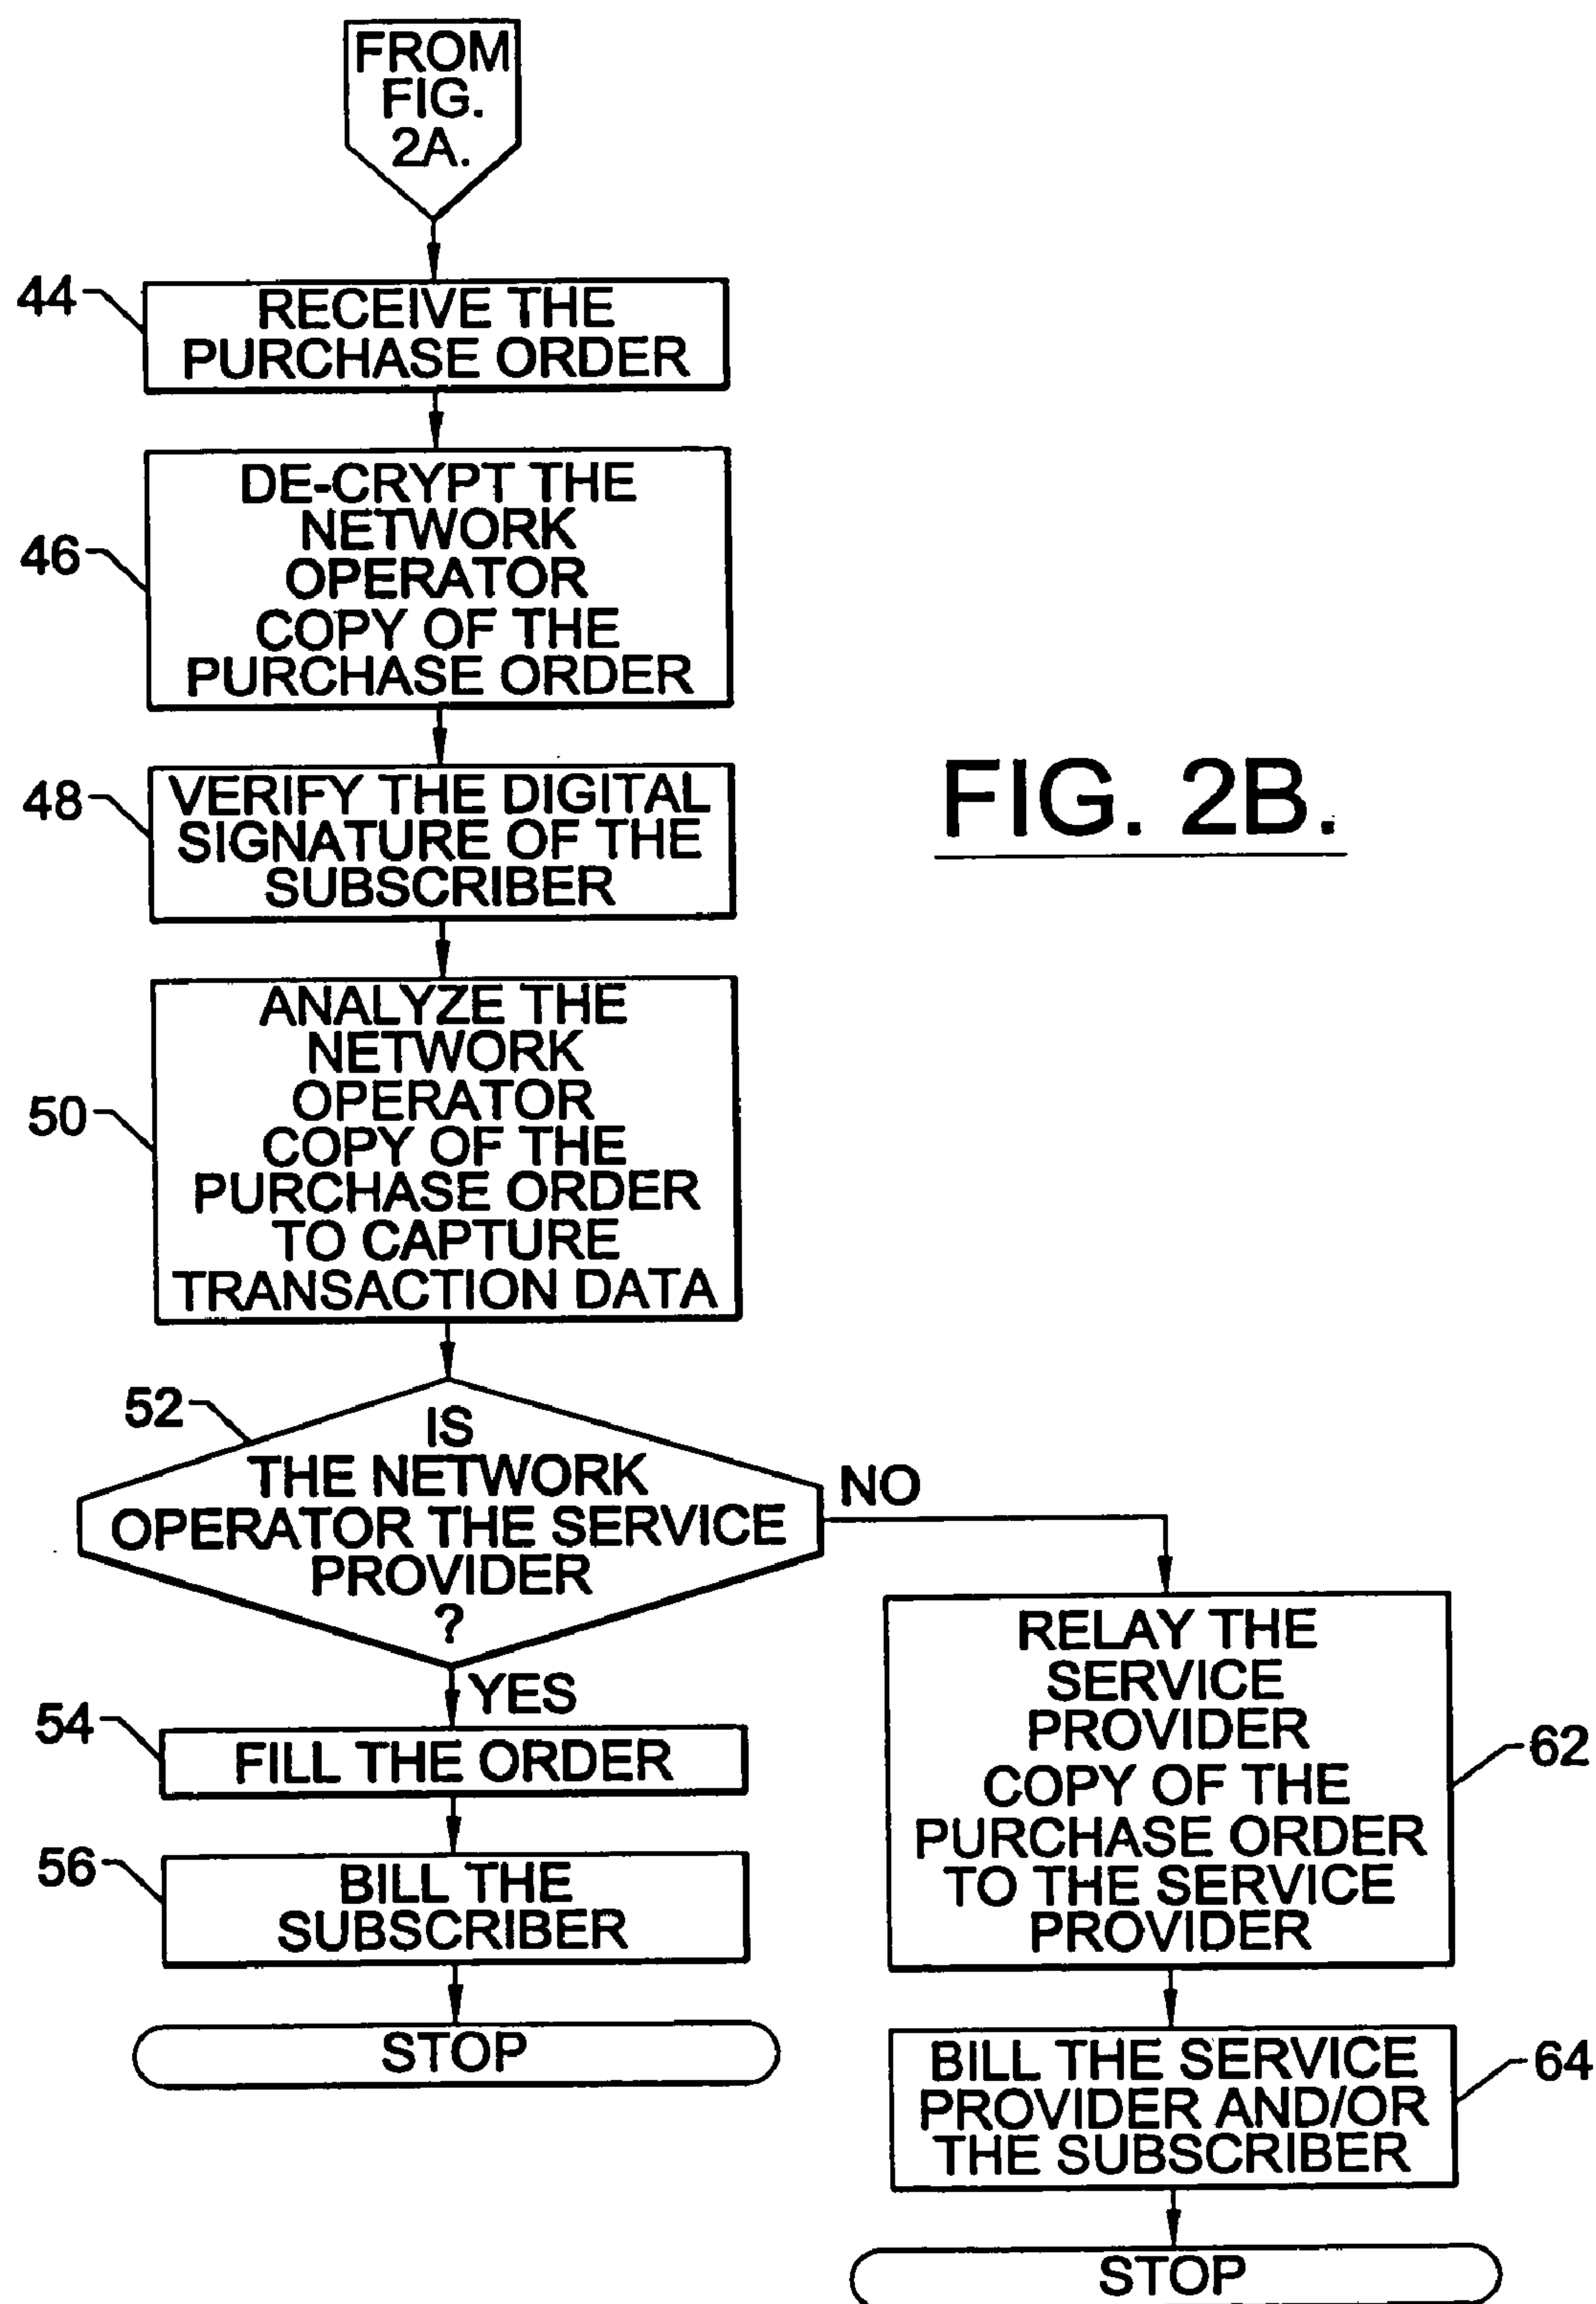 FROM
FIG.
2A.
44
RECEIVE THE
PURCHASE ORDER
46
DE-CRYPT THE
NETWORK
OPERATOR
COPY OF THE
PURCHASE ORDER
48
VERIFY THE DIGITAL
SIGNATURE OF THE
SUBSCRIBER
FIG. 2B.
50
ANALYZE THE
NETWORK
OPERATOR
COPY OF THE
PURCHASE ORDER
TO CAPTURE
TRANSACTION DATA
52
IS
THE NETWORK
OPERATOR THE SERVICE
PROVIDER
?
NO
YES
54
FILL THE ORDER
56
BILL THE
SUBSCRIBER
STOP
RELAY THE
SERVICE
PROVIDER
COPY OF THE
PURCHASE ORDER
TO THE SERVICE
PROVIDER
62
BILL THE SERVICE
PROVIDER AND/OR
THE SUBSCRIBER
64
STOP